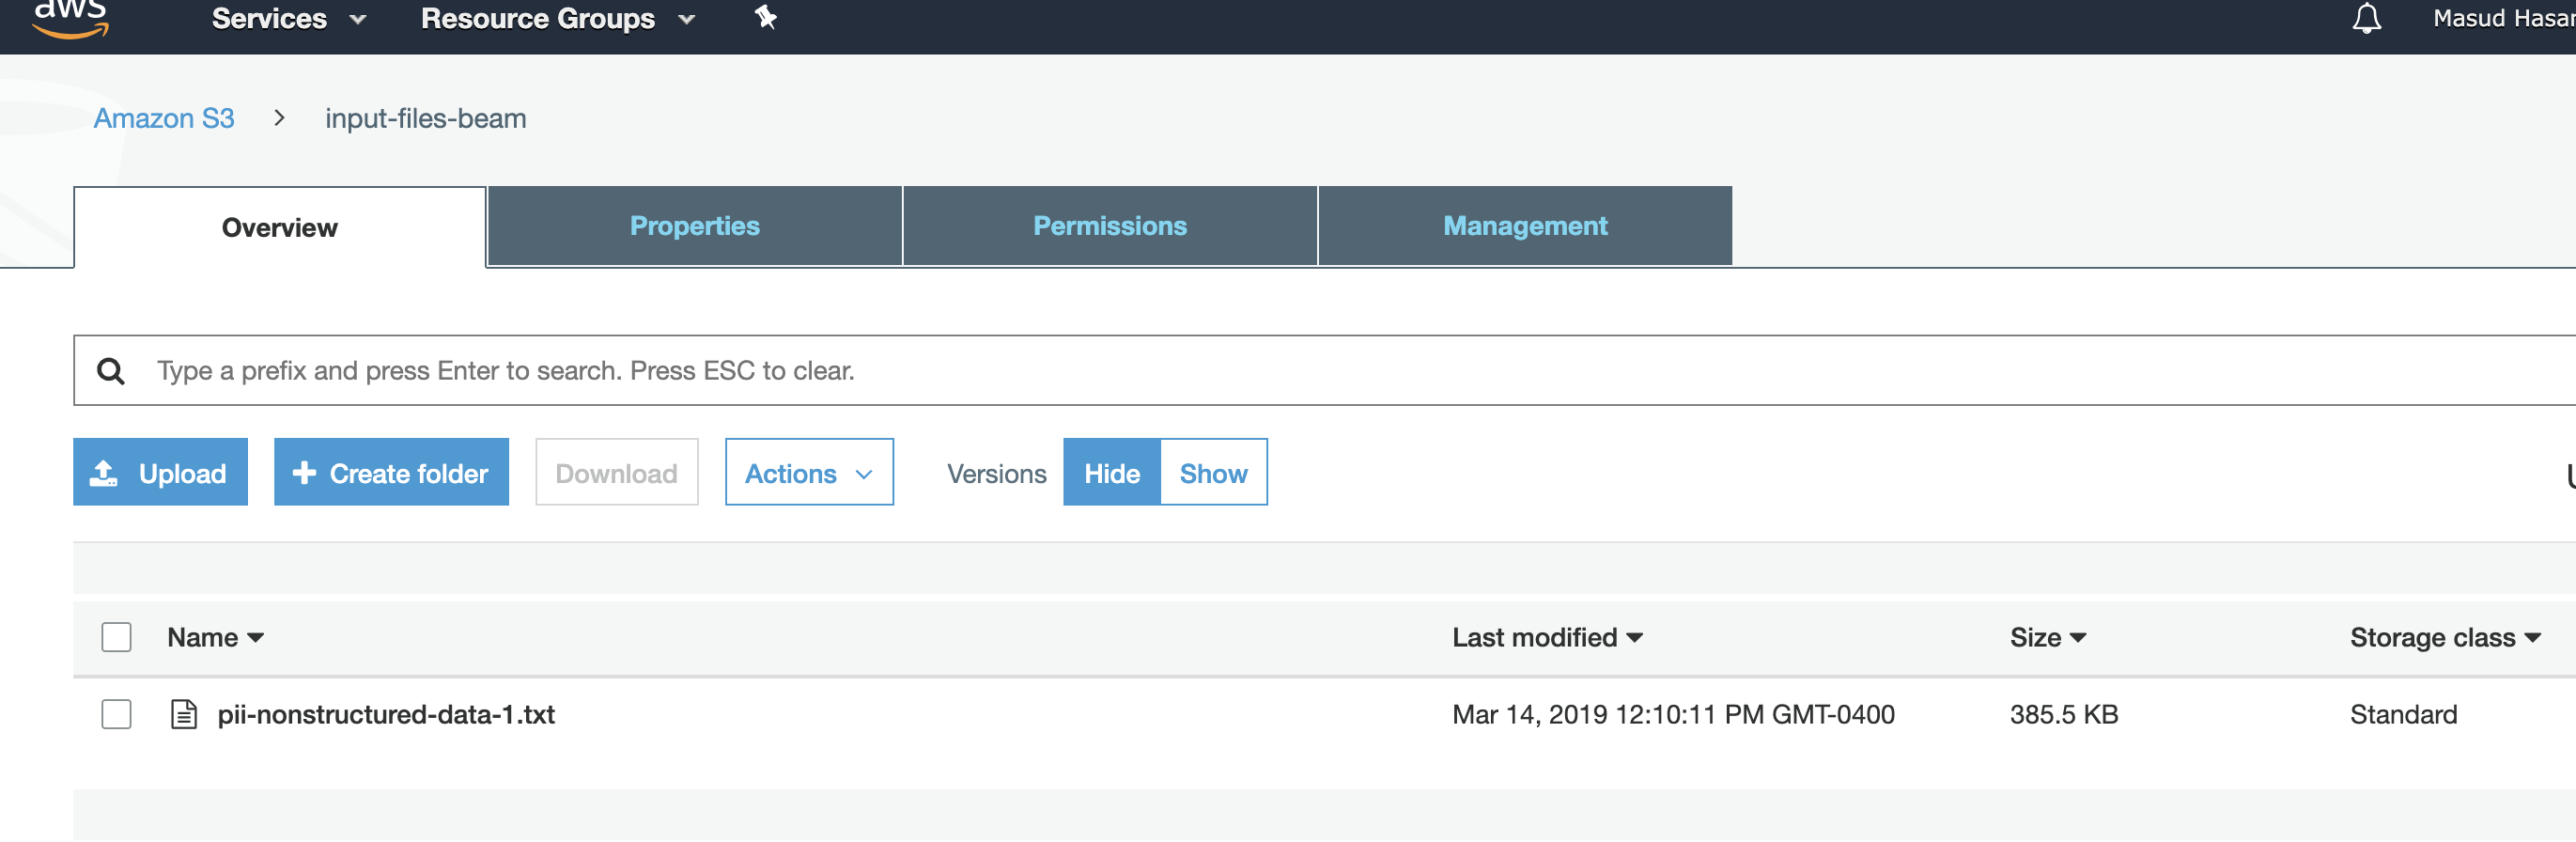 aws Services Resource Groups Masud Hasan
Amazon S3 > input-files-beam
Overview Properties Permissions Management
Type a prefix and press Enter to search. Press ESC to clear.
Upload Create folder Download Actions Versions Hide Show
Name Last modified Size Storage class
pii-nonstructured-data-1.txt Mar 14, 2019 12:10:11 PM GMT-0400 385.5 KB Standard